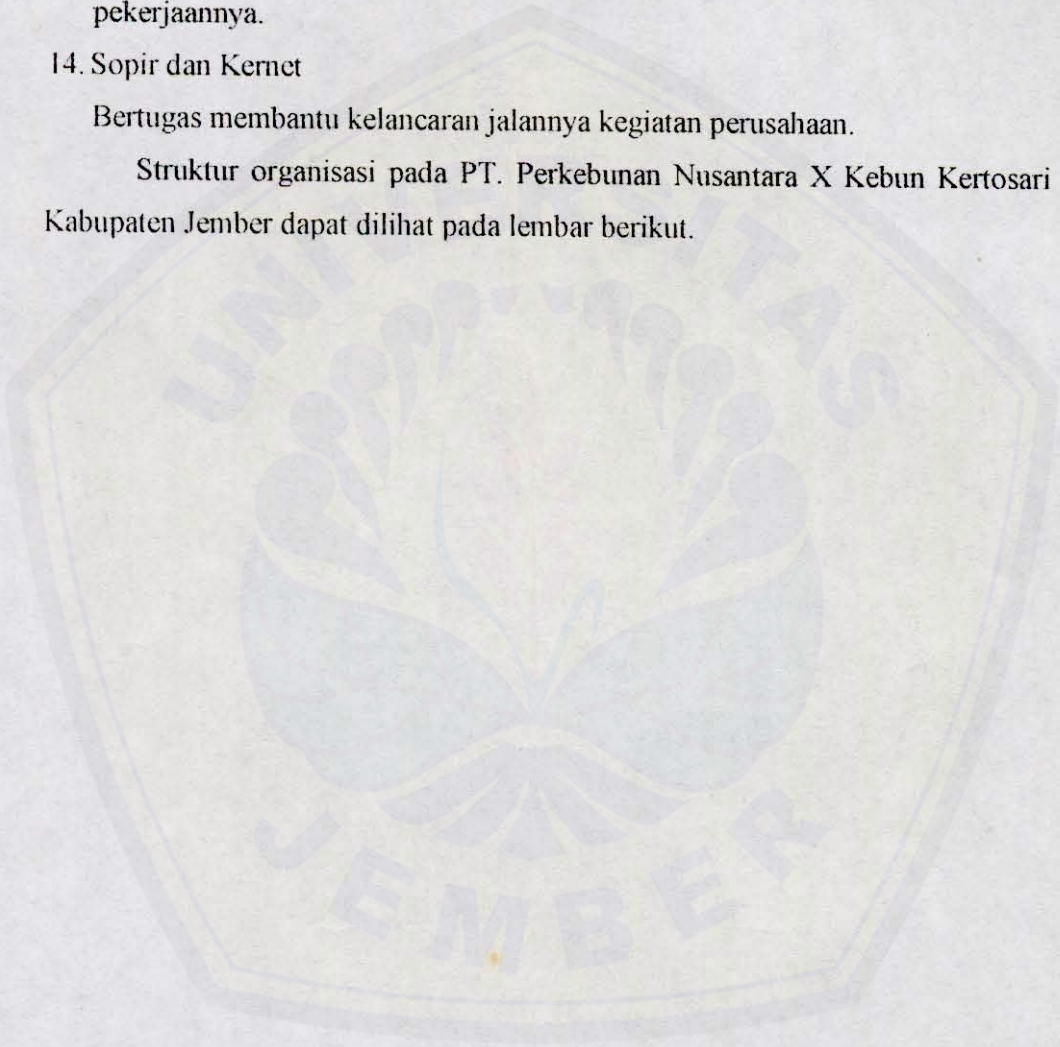 pekerjaannya.
14. Sopir dan Kernet
Bertugas membantu kelancaran jalannya kegiatan perusahaan.
Struktur organisasi pada PT. Perkebunan Nusantara X Kebun Kertosari
Kabupaten Jember dapat dilihat pada lembar berikut.
UNIVERSITAS
JEMBER